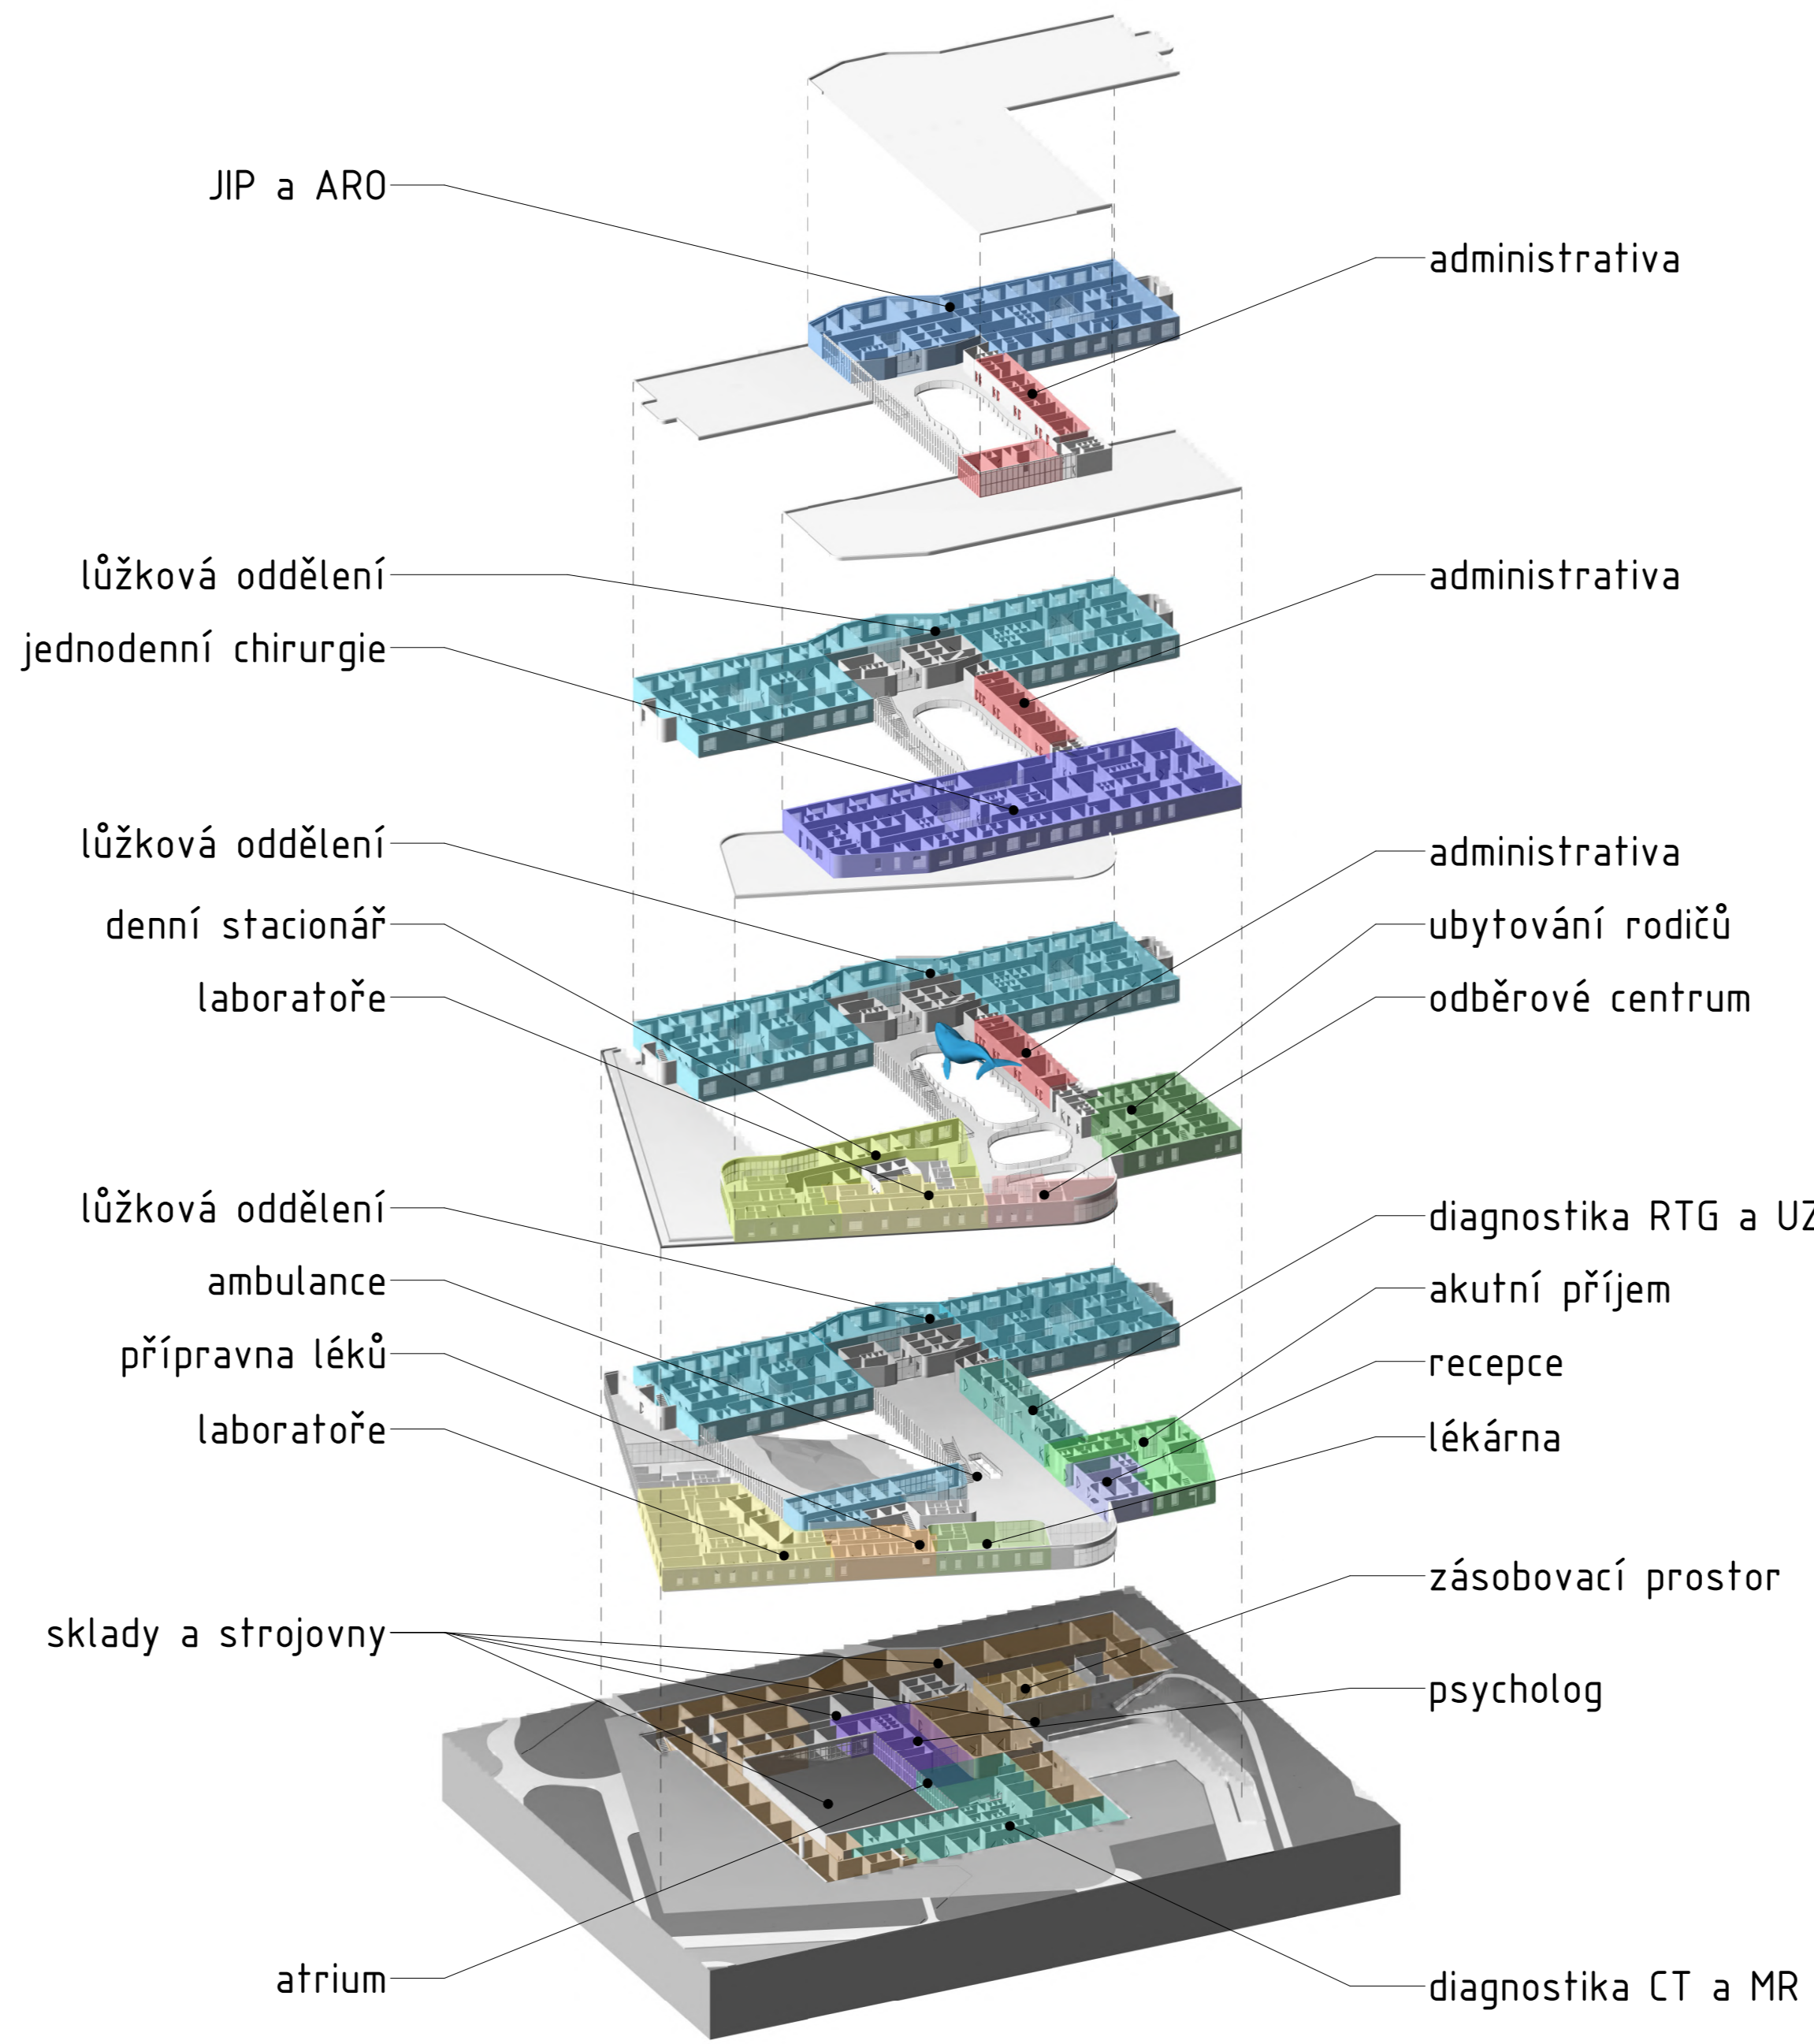 JIP a ARO
administrativa
lůžková oddělení
administrativa
jednodenní chirurgie
lůžková oddělení
administrativa
denní stacionář
ubytování rodičů
laboratoře
odběrové centrum
lůžková oddělení
diagnostika RTG a UZ
ambulance
akutní příjem
přípravna léků
recepce
laboratoře
lékárna
zásobovací prostor
sklady a strojovny
psycholog
atrium
diagnostika CT a MR